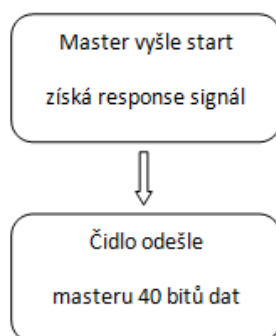 Master vyšle start
získá response signál
Čidlo odešle
masteru 40 bitů dat